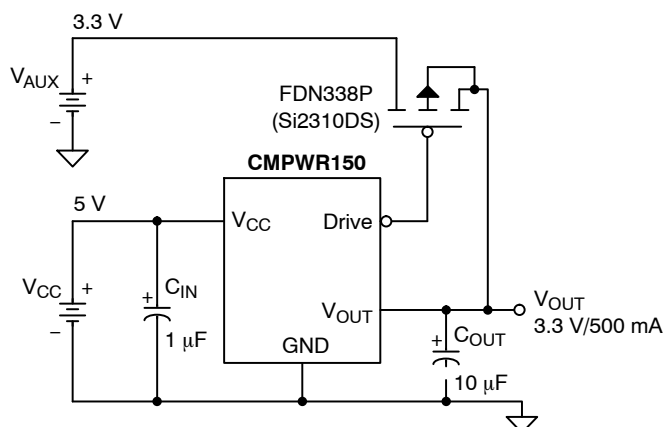 3.3 V
VAUX
+
–
FDN338P
(Si2310DS)
CMPWR150
5 V
VCC
Drive
VCC
+
–
+
CIN
1 μF
VOUT
GND
+
COUT
10 μF
VOUT
3.3 V/500 mA